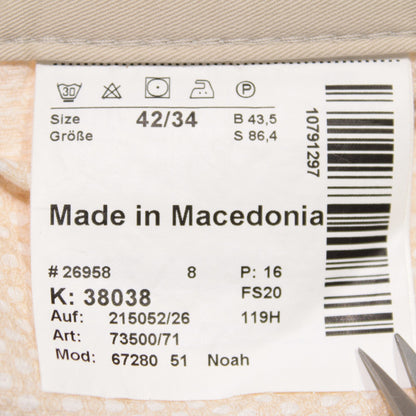 30 P
Size 42/34 B 43,5
Größe S 86,4
10791297
Made in Macedonia
# 26958 8 P: 16
K: 38038 FS20
Auf: 215052/26 119H
Art: 73500/71
Mod: 67280 51 Noah